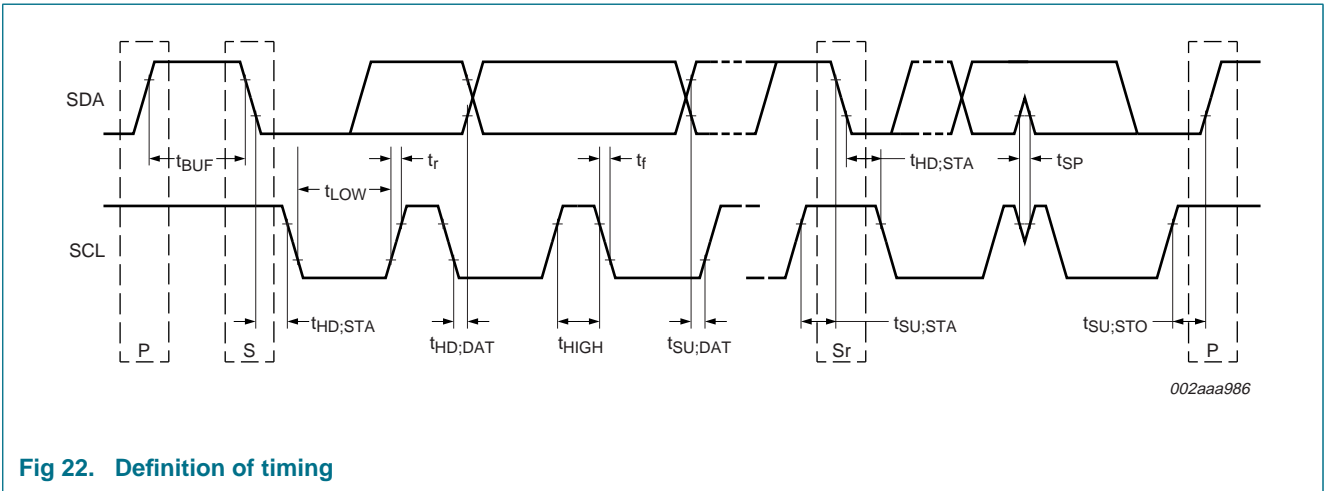 SDA
tBUF
tr
tf
tHD;STA
tSP
tLOW
SCL
tHD;STA
tHD;DAT
tHIGH
tSU;DAT
tSU;STA
tSU;STO
P
S
Sr
P
002aaa986
Fig 22. Definition of timing